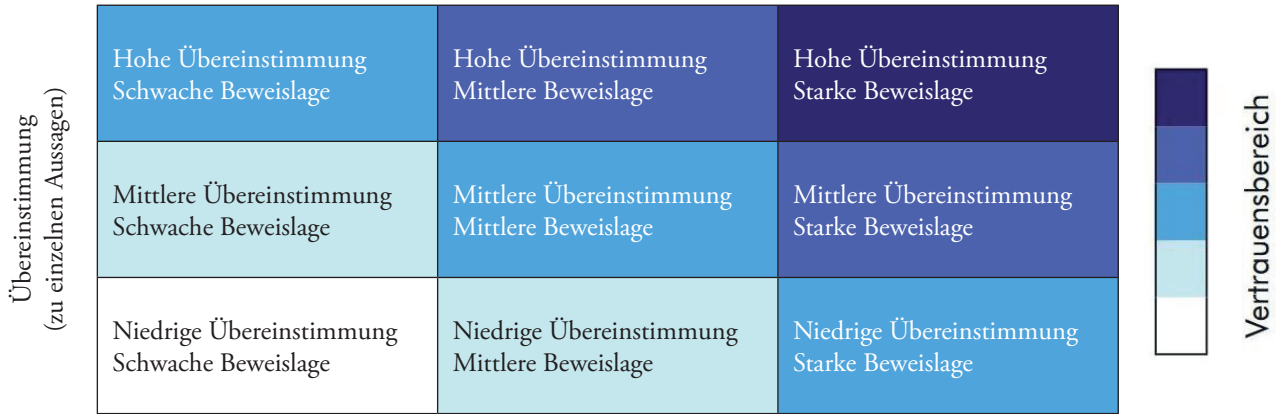 Übereinstimmung
(zu einzelnen Aussagen)
Hohe Übereinstimmung
Schwache Beweislage
Hohe Übereinstimmung
Mittlere Beweislage
Hohe Übereinstimmung
Starke Beweislage
Mittlere Übereinstimmung
Schwache Beweislage
Mittlere Übereinstimmung
Mittlere Beweislage
Mittlere Übereinstimmung
Starke Beweislage
Niedrige Übereinstimmung
Schwache Beweislage
Niedrige Übereinstimmung
Mittlere Beweislage
Niedrige Übereinstimmung
Starke Beweislage
Vertrauensbereich